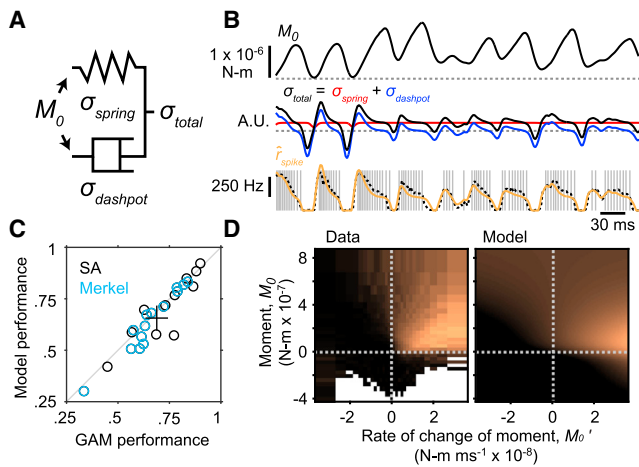 A
M₀
σspring
σtotal
σdashpot
B
M₀
1 x 10⁻⁶
N-m
σtotal = σspring + σdashpot
A.U.
r̂spike
250 Hz
30 ms
C
1
.75
.5
.25
SA
Merkel
Model performance
.25 .5 .75 1
GAM performance
D
Data Model
Moment, M₀
(N-m x 10⁻⁷)
8
4
0
-4
-2 0 2 -2 0 2
Rate of change of moment, M₀'
(N-m ms⁻¹ x 10⁻⁸)